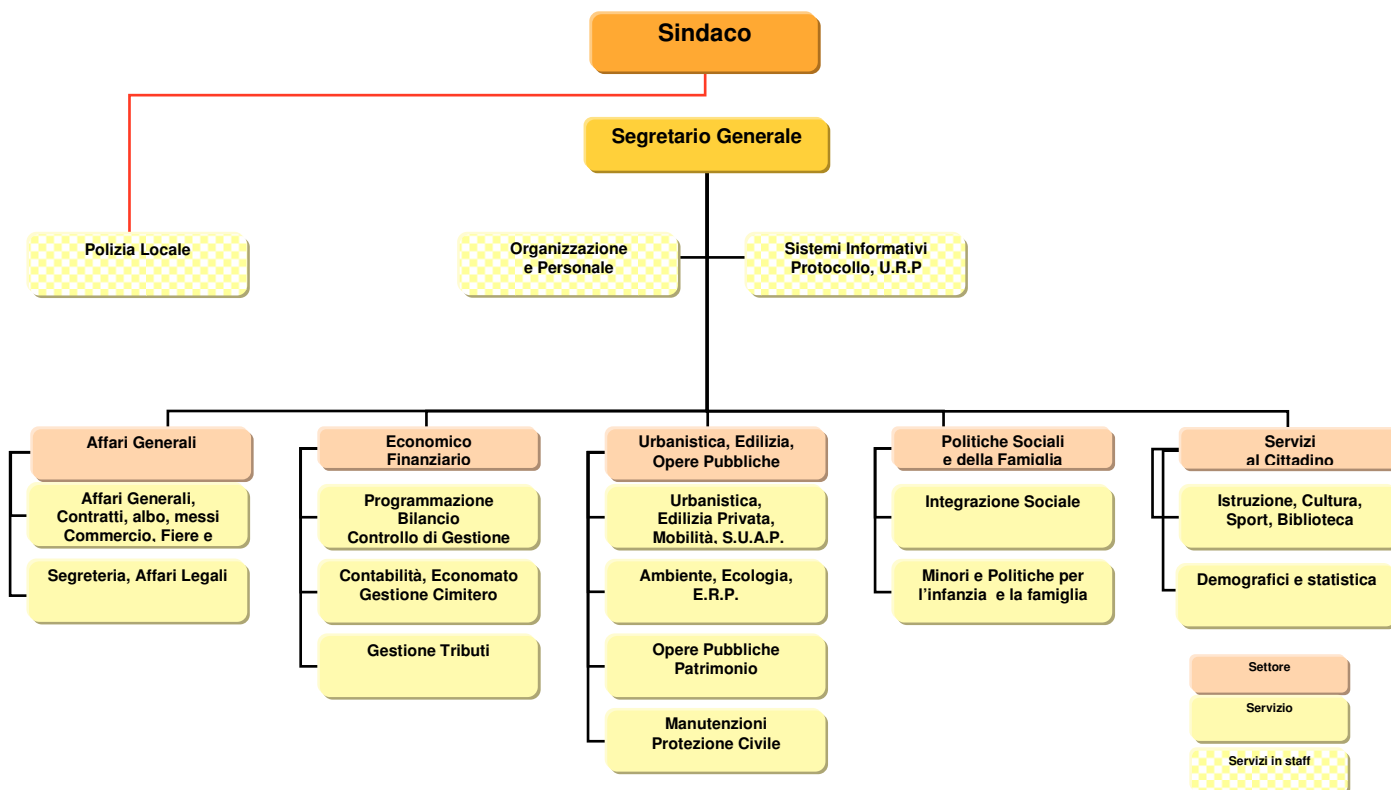 Sindaco
Segretario Generale
Polizia Locale
Organizzazione
e Personale
Sistemi Informativi
Protocollo, U.R.P
Affari Generali
Affari Generali,
Contratti, albo, messi
Commercio, Fiere e
Segreteria, Affari Legali
Economico
Finanziario
Programmazione
Bilancio
Controllo di Gestione
Contabilità, Economato
Gestione Cimitero
Gestione Tributi
Urbanistica, Edilizia,
Opere Pubbliche
Urbanistica,
Edilizia Privata,
Mobilità, S.U.A.P.
Ambiente, Ecologia,
E.R.P.
Opere Pubbliche
Patrimonio
Manutenzioni
Protezione Civile
Politiche Sociali
e della Famiglia
Integrazione Sociale
Minori e Politiche per
l’infanzia e la famiglia
Servizi
al Cittadino
Istruzione, Cultura,
Sport, Biblioteca
Demografici e statistica
Settore
Servizio
Servizi in staff